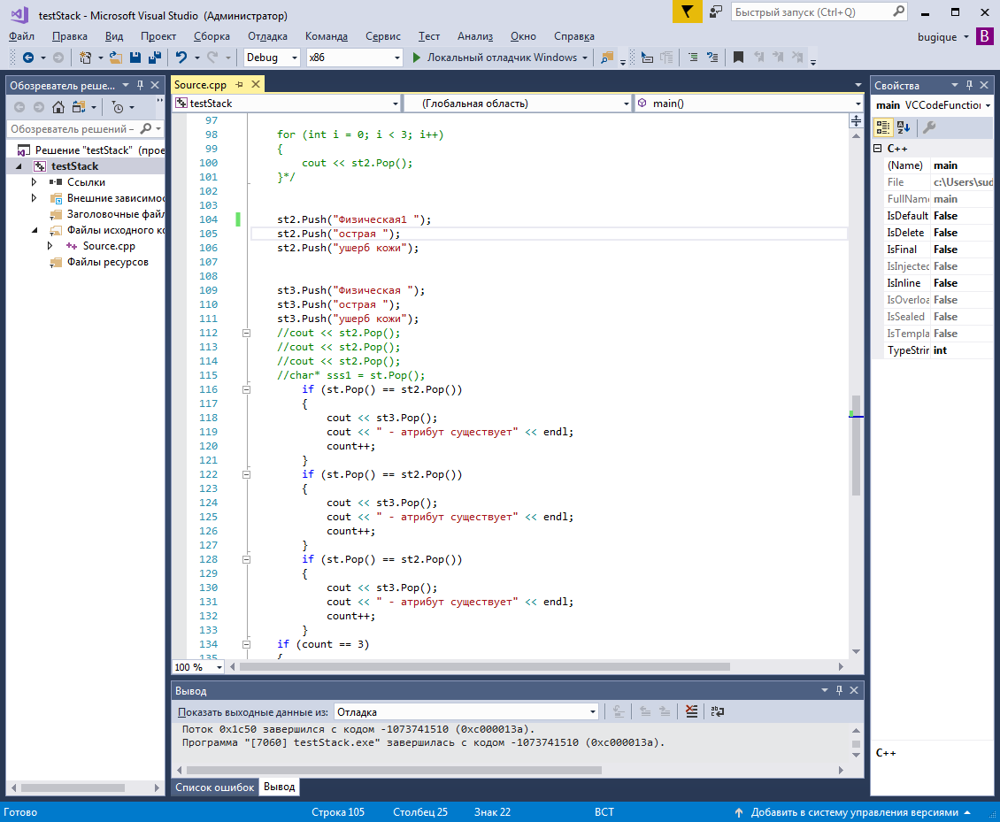 testStack - Microsoft Visual Studio (Администратор)
Быстрый запуск (Ctrl+Q)
Файл Правка Вид Проект Сборка Отладка Команда Сервис
Тест Анализ Окно Справка
bugique B
Debug x86 Локальный отладчик Windows
Обозреватель реше...
Обозреватель решений –
Решение "testStack" (прое
testStack
Ссылки
Внешние зависимос
Заголовочные файл
Файлы исходного ко
Source.cpp
Файлы ресурсов
Source.cpp
testStack (Глобальная область) main()
97
98 for (int i = 0; i < 3; i++)
99 {
100 cout << st2.Pop();
101 }*/
102
103
104 st2.Push("Физическая1 ");
105 st2.Push("острая ");
106 st2.Push("ушерб кожи");
107
108
109 st3.Push("Физическая ");
110 st3.Push("острая ");
111 st3.Push("ушерб кожи");
112 //cout << st2.Pop();
113 //cout << st2.Pop();
114 //cout << st2.Pop();
115 //char* sss1 = st.Pop();
116 if (st.Pop() == st2.Pop())
117 {
118 cout << st3.Pop();
119 cout << " - атрибут существует" << endl;
120 count++;
121 }
122 if (st.Pop() == st2.Pop())
123 {
124 cout << st3.Pop();
125 cout << " - атрибут существует" << endl;
126 count++;
127 }
128 if (st.Pop() == st2.Pop())
129 {
130 cout << st3.Pop();
131 cout << " - атрибут существует" << endl;
132 count++;
133 }
134 if (count == 3)
135 {
100 %
Вывод
Показать выходные данные из: Отладка
Поток 0x1c50 завершился с кодом -1073741510 (0xc000013a).
Программа "[7060] testStack.exe" завершилась с кодом -1073741510 (0xc000013a).
Список ошибок Вывод
Свойства
main VCCodeFunction
C++
(Name) main
File c:\Users\sud
FullName main
IsDefault False
IsDelete False
IsFinal False
IsInjected False
IsInline False
IsOverloa False
IsSealed False
IsTempla False
TypeStrin int
C++
Готово Строка 105 Столбец 25 Знак 22 ВСТ Добавить в систему управления версиями